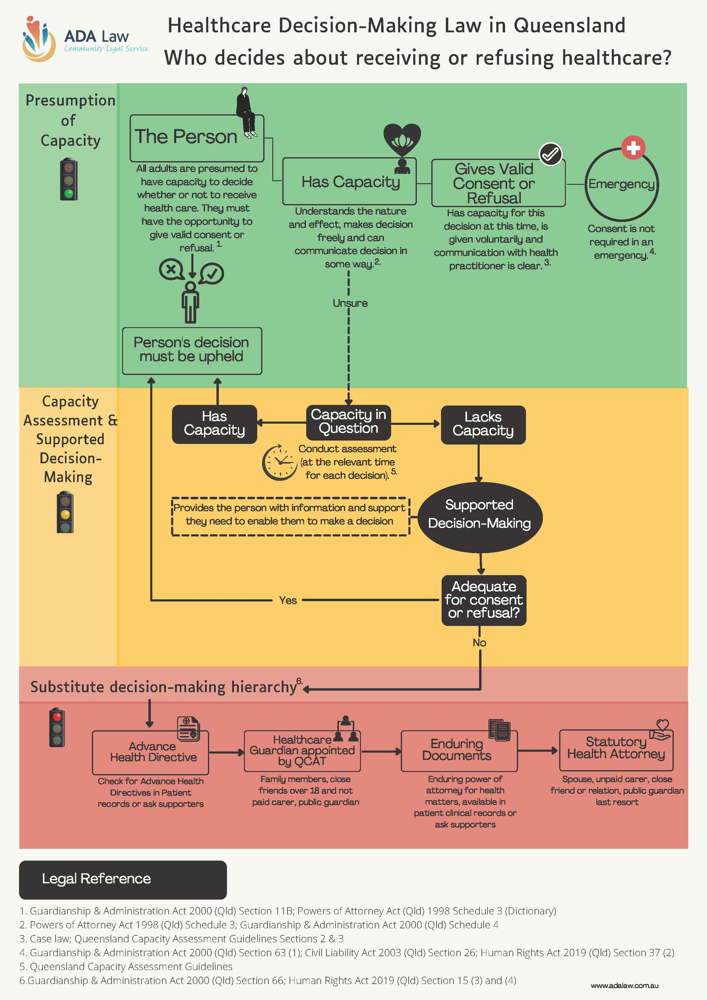 ADA Law
Community Legal Service
Healthcare Decision-Making Law in Queensland
Who decides about receiving or refusing healthcare?
Presumption
of
Capacity
The Person
All adults are presumed to
have capacity to decide
whether or not to receive
health care. They must
have the opportunity to
give valid consent or
refusal. 1.
Has Capacity
Understands the nature
and effect, makes decision
freely and can
communicate decision in
some way.2.
Gives Valid
Consent or
Refusal
Has capacity for this
decision at this time, is
given voluntarily and
communication with health
practitioner is clear. 3.
Emergency
Consent is not
required in an
emergency.4.
Unsure
Person's decision
must be upheld
Capacity
Assessment &
Supported
Decision-
Making
Has
Capacity
Capacity in
Question
Lacks
Capacity
Conduct assessment
(at the relevant time
for each decision). 5.
Provides the person with information and support
they need to enable them to make a decision
Supported
Decision-Making
Adequate
for consent
or refusal?
Yes
No
Substitute decision-making hierarchy6.
Advance
Health Directive
Check for Advance Health
Directives in Patient
records or ask supporters
Healthcare
Guardian appointed
by QCAT
Family members, close
friends over 18 and not
paid carer, public guardian
Enduring
Documents
Enduring power of
attorney for health
matters, available in
patient clinical records or
ask supporters
Statutory
Health Attorney
Spouse, unpaid carer, close
friend or relation, public guardian
last resort
Legal Reference
1. Guardianship & Administration Act 2000 (Qld) Section 11B; Powers of Attorney Act (Qld) 1998 Schedule 3 (Dictionary)
2. Powers of Attorney Act 1998 (Qld) Schedule 3; Guardianship & Administration Act 2000 (Qld) Schedule 4
3. Case law; Queensland Capacity Assessment Guidelines Sections 2 & 3
4. Guardianship & Administration Act 2000 (Qld) Section 63 (1); Civil Liability Act 2003 (Qld) Section 26; Human Rights Act 2019 (Qld) Section 37 (2)
5. Queensland Capacity Assessment Guidelines
6.Guardianship & Administration Act 2000 (Qld) Section 66; Human Rights Act 2019 (Qld) Section 15 (3) and (4)
www.adalaw.com.au